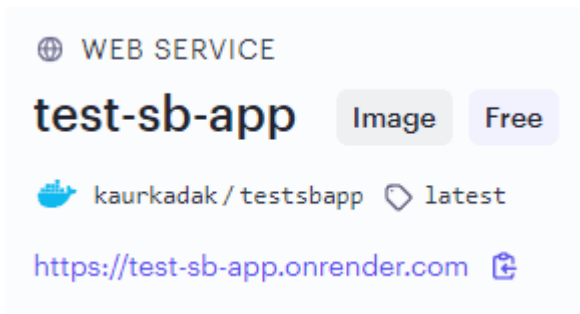 WEB SERVICE
test-sb-app Image Free
kaurkadak/testsbapp latest
https://test-sb-app.onrender.com